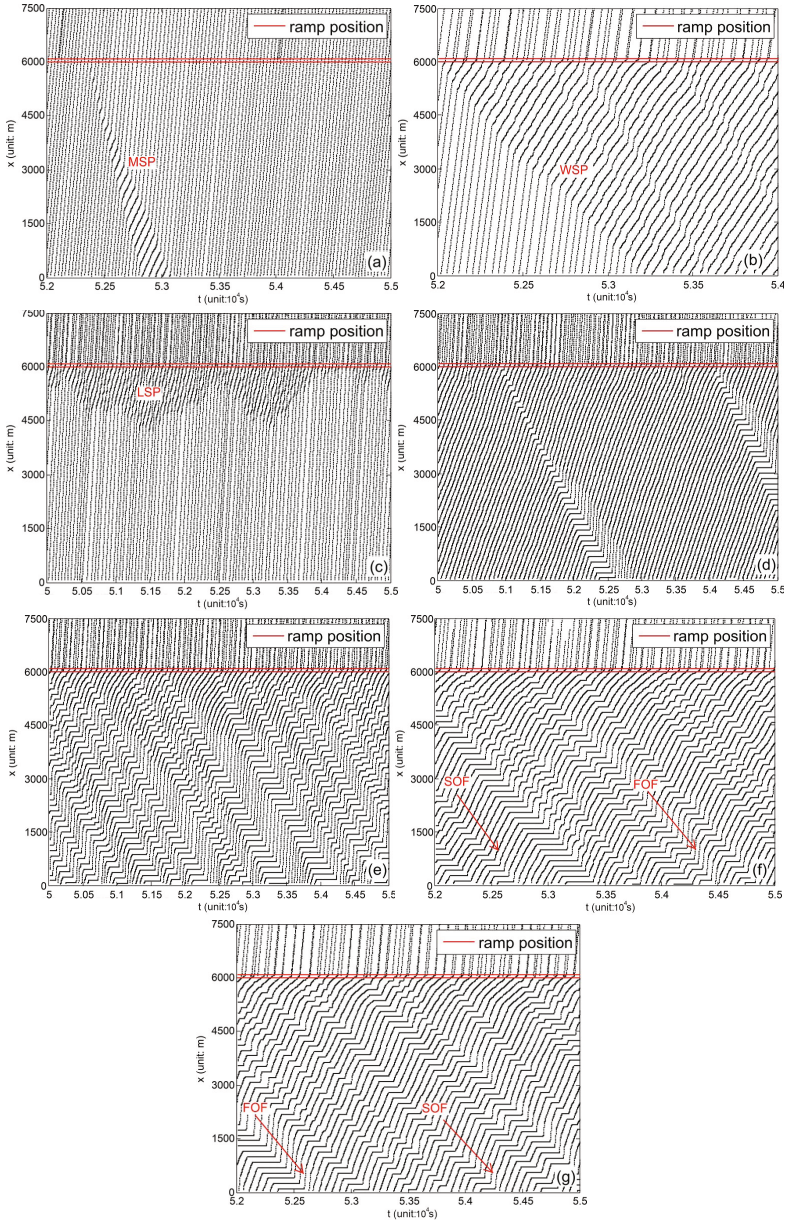 7500
ramp position
6000
4500
x (unit: m)
MSP
3000
1500
(a)
0
5.2 5.25 5.3 5.35 5.4 5.45 5.5
t (unit:10⁴s)
7500
ramp position
6000
4500
x (unit: m)
WSP
3000
1500
(b)
0
5.2 5.25 5.3 5.35 5.4
t (unit:10⁴s)
7500
ramp position
6000
LSP
4500
x (unit: m)
3000
1500
(c)
0
5 5.05 5.1 5.15 5.2 5.25 5.3 5.35 5.4 5.45 5.5
t (unit:10⁴s)
7500
ramp position
6000
4500
x (unit: m)
3000
1500
(d)
0
5 5.05 5.1 5.15 5.2 5.25 5.3 5.35 5.4 5.45 5.5
t (unit:10⁴s)
7500
ramp position
6000
4500
x (unit: m)
3000
1500
(e)
0
5 5.05 5.1 5.15 5.2 5.25 5.3 5.35 5.4 5.45 5.5
t (unit:10⁴s)
7500
ramp position
6000
4500
x (unit: m)
3000
SOF FOF
1500
(f)
0
5.2 5.25 5.3 5.35 5.4 5.45 5.5
t (unit:10⁴s)
7500
ramp position
6000
4500
x (unit: m)
3000
FOF SOF
1500
(g)
0
5.2 5.25 5.3 5.35 5.4 5.45 5.5
t (unit:10⁴s)